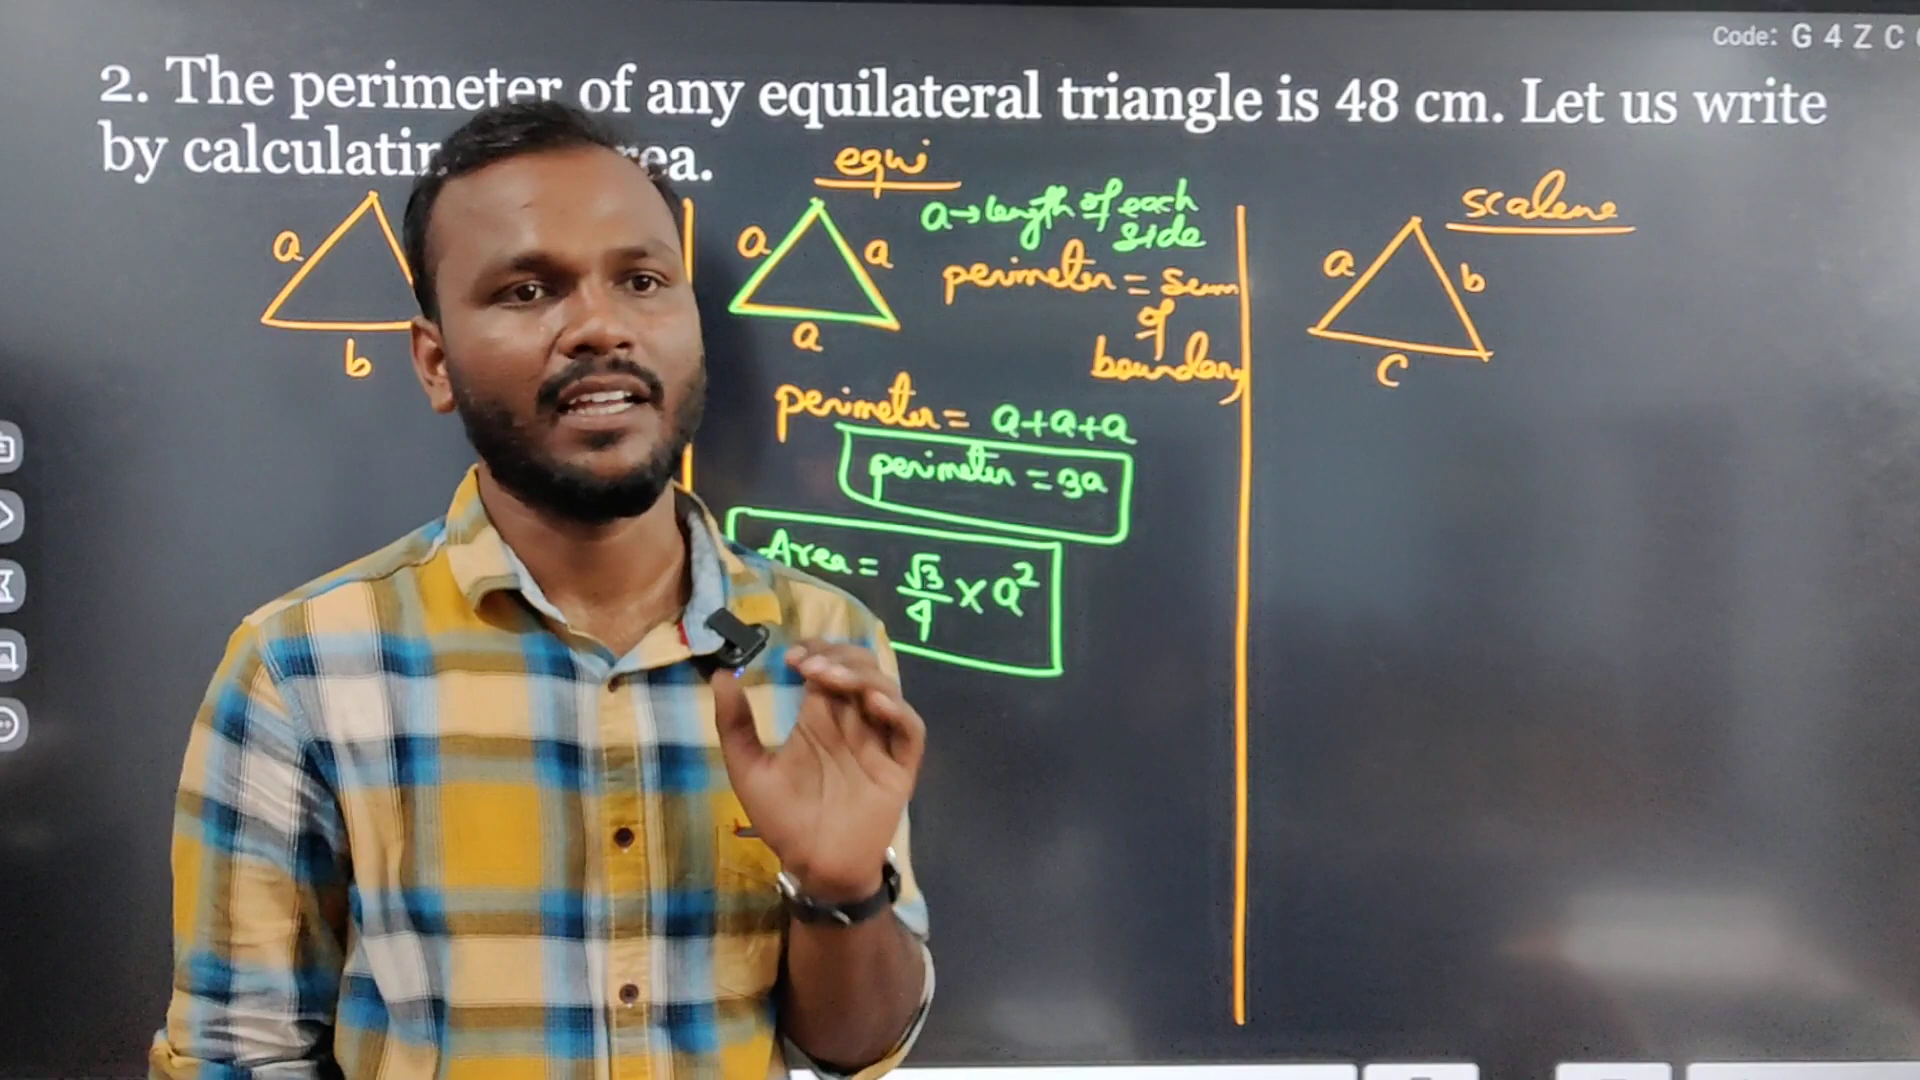 Code: G 4 Z C
2. The perimeter of any equilateral triangle is 48 cm. Let us write
by calculatin rea.
equi
scalene
a → length of each
side
a
a
a
a
b
perimeter = sum
of
boundary
a
b
c
perimeter = a+a+a
perimeter = 3a
Area = √3/4 × a²